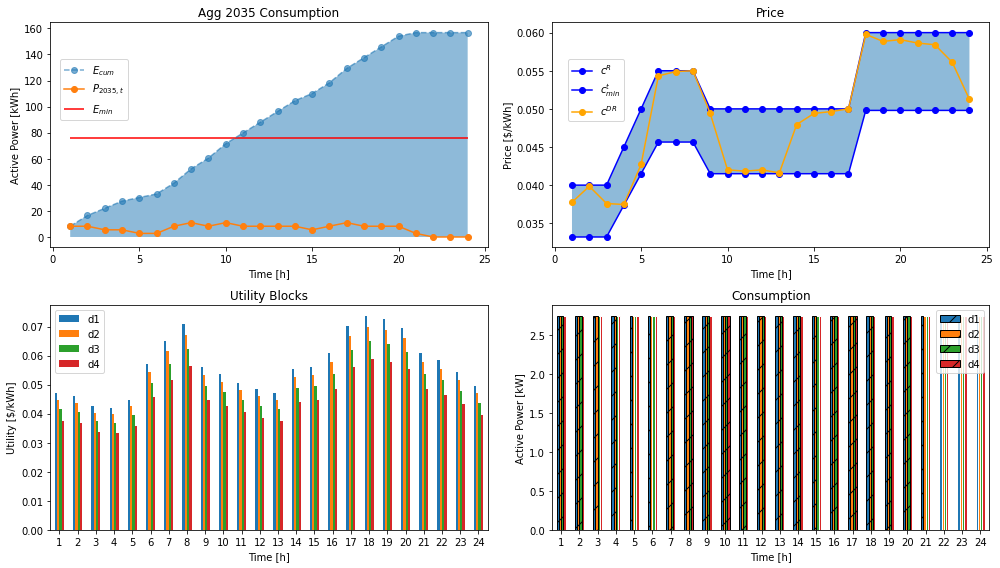 Agg 2035 Consumption
Active Power [kWh]
160
140
120
100
80
60
40
20
0
E_cum
P_2035, t
E_min
0 5 10 15 20 25
Time [h]
Price
Price [$/kWh]
0.060
0.055
0.050
0.045
0.040
0.035
c^R
c^t_min
c^DR
0 5 10 15 20 25
Time [h]
Utility Blocks
Utility [$/kWh]
0.07
0.06
0.05
0.04
0.03
0.02
0.01
0.00
d1
d2
d3
d4
1 2 3 4 5 6 7 8 9 10 11 12 13 14 15 16 17 18 19 20 21 22 23 24
Time [h]
Consumption
Active Power [kW]
2.5
2.0
1.5
1.0
0.5
0.0
d1
d2
d3
d4
1 2 3 4 5 6 7 8 9 10 11 12 13 14 15 16 17 18 19 20 21 22 23 24
Time [h]